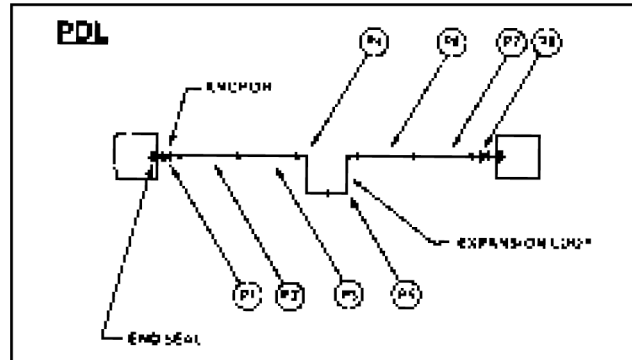 PDL
P4
P6
P7
P8
ANCHOR
EXPANSION LOOP
P1
P2
P3
P5
END SEAL